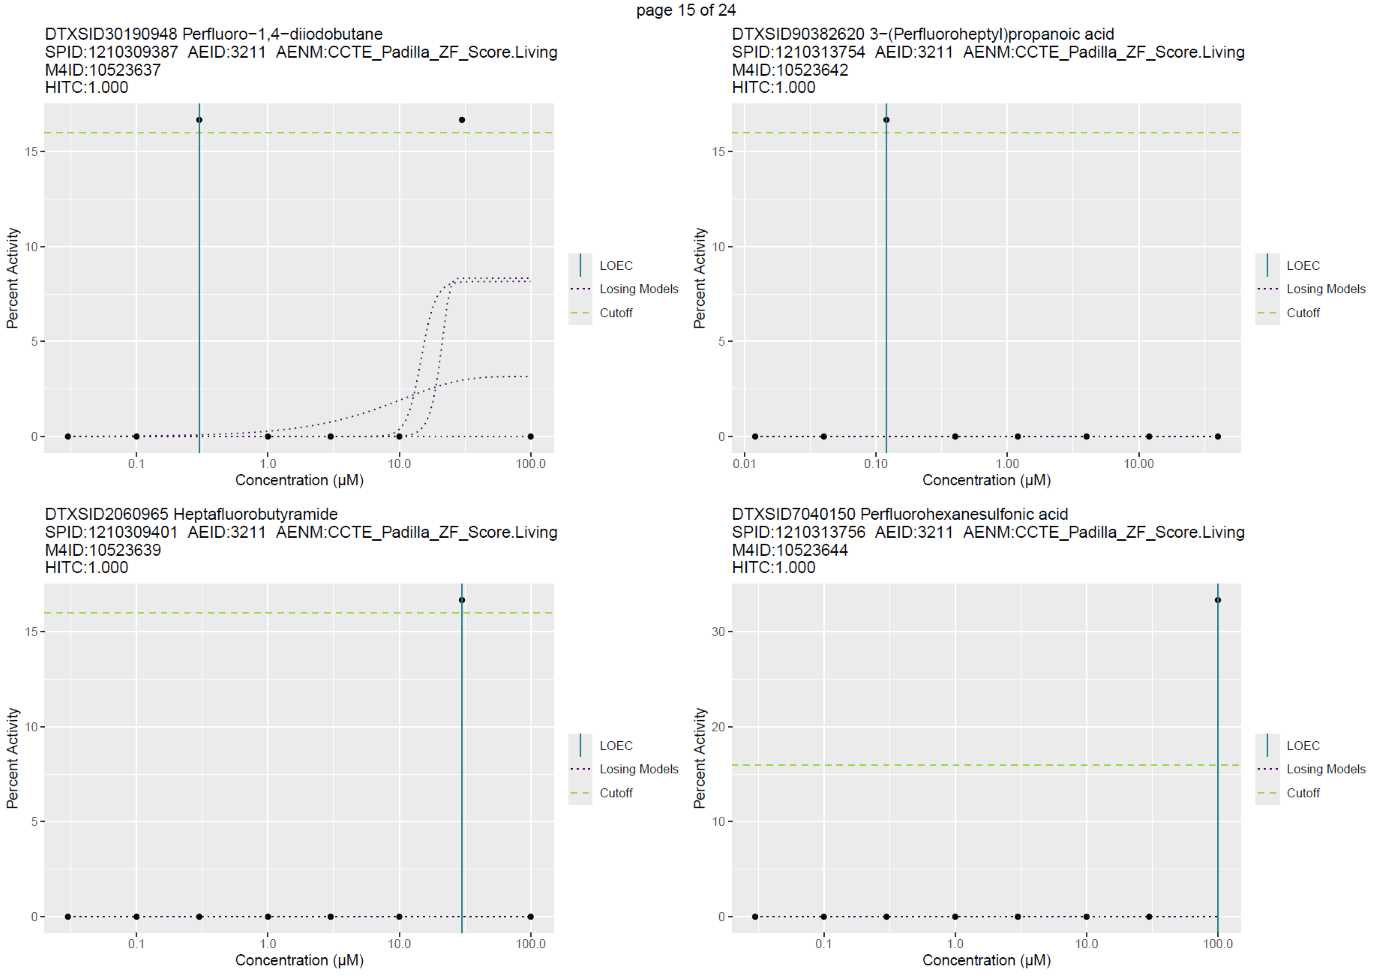 page 15 of 24
DTXSID30190948 Perfluoro−1,4−diiodobutane
SPID:1210309387 AEID:3211 AENM:CCTE_Padilla_ZF_Score.Living
M4ID:10523637
HITC:1.000
15
10
5
0
Percent Activity
0.1 1.0 10.0 100.0
Concentration (µM)
LOEC
Losing Models
Cutoff
DTXSID90382620 3−(Perfluoroheptyl)propanoic acid
SPID:1210313754 AEID:3211 AENM:CCTE_Padilla_ZF_Score.Living
M4ID:10523642
HITC:1.000
15
10
5
0
Percent Activity
0.01 0.10 1.00 10.00
Concentration (µM)
LOEC
Losing Models
Cutoff
DTXSID2060965 Heptafluorobutyramide
SPID:1210309401 AEID:3211 AENM:CCTE_Padilla_ZF_Score.Living
M4ID:10523639
HITC:1.000
15
10
5
0
Percent Activity
0.1 1.0 10.0 100.0
Concentration (µM)
LOEC
Losing Models
Cutoff
DTXSID7040150 Perfluorohexanesulfonic acid
SPID:1210313756 AEID:3211 AENM:CCTE_Padilla_ZF_Score.Living
M4ID:10523644
HITC:1.000
30
20
10
0
Percent Activity
0.1 1.0 10.0 100.0
Concentration (µM)
LOEC
Losing Models
Cutoff